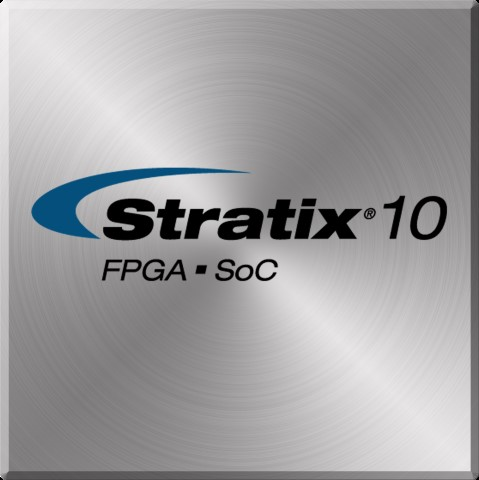 Stratix® 10
FPGA ▪ SoC